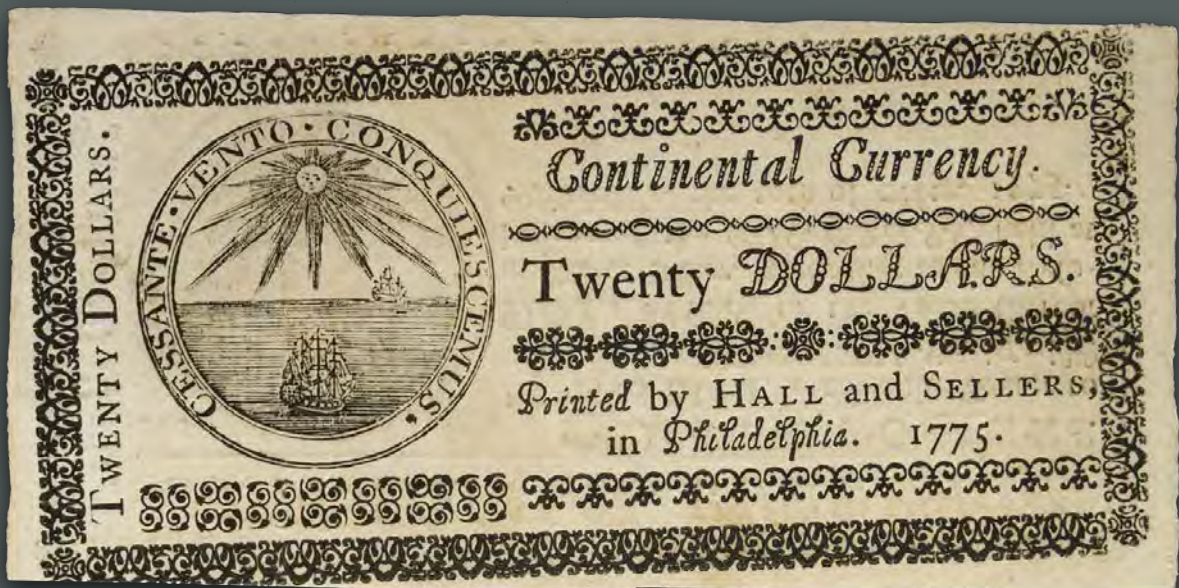 TWENTY DOLLARS.
CESSANTE · VENTO · CONQUIESCEMUS,
Continental Currency.
Twenty DOLLARS.
Printed by HALL and SELLERS,
in Philadelphia. 1775.